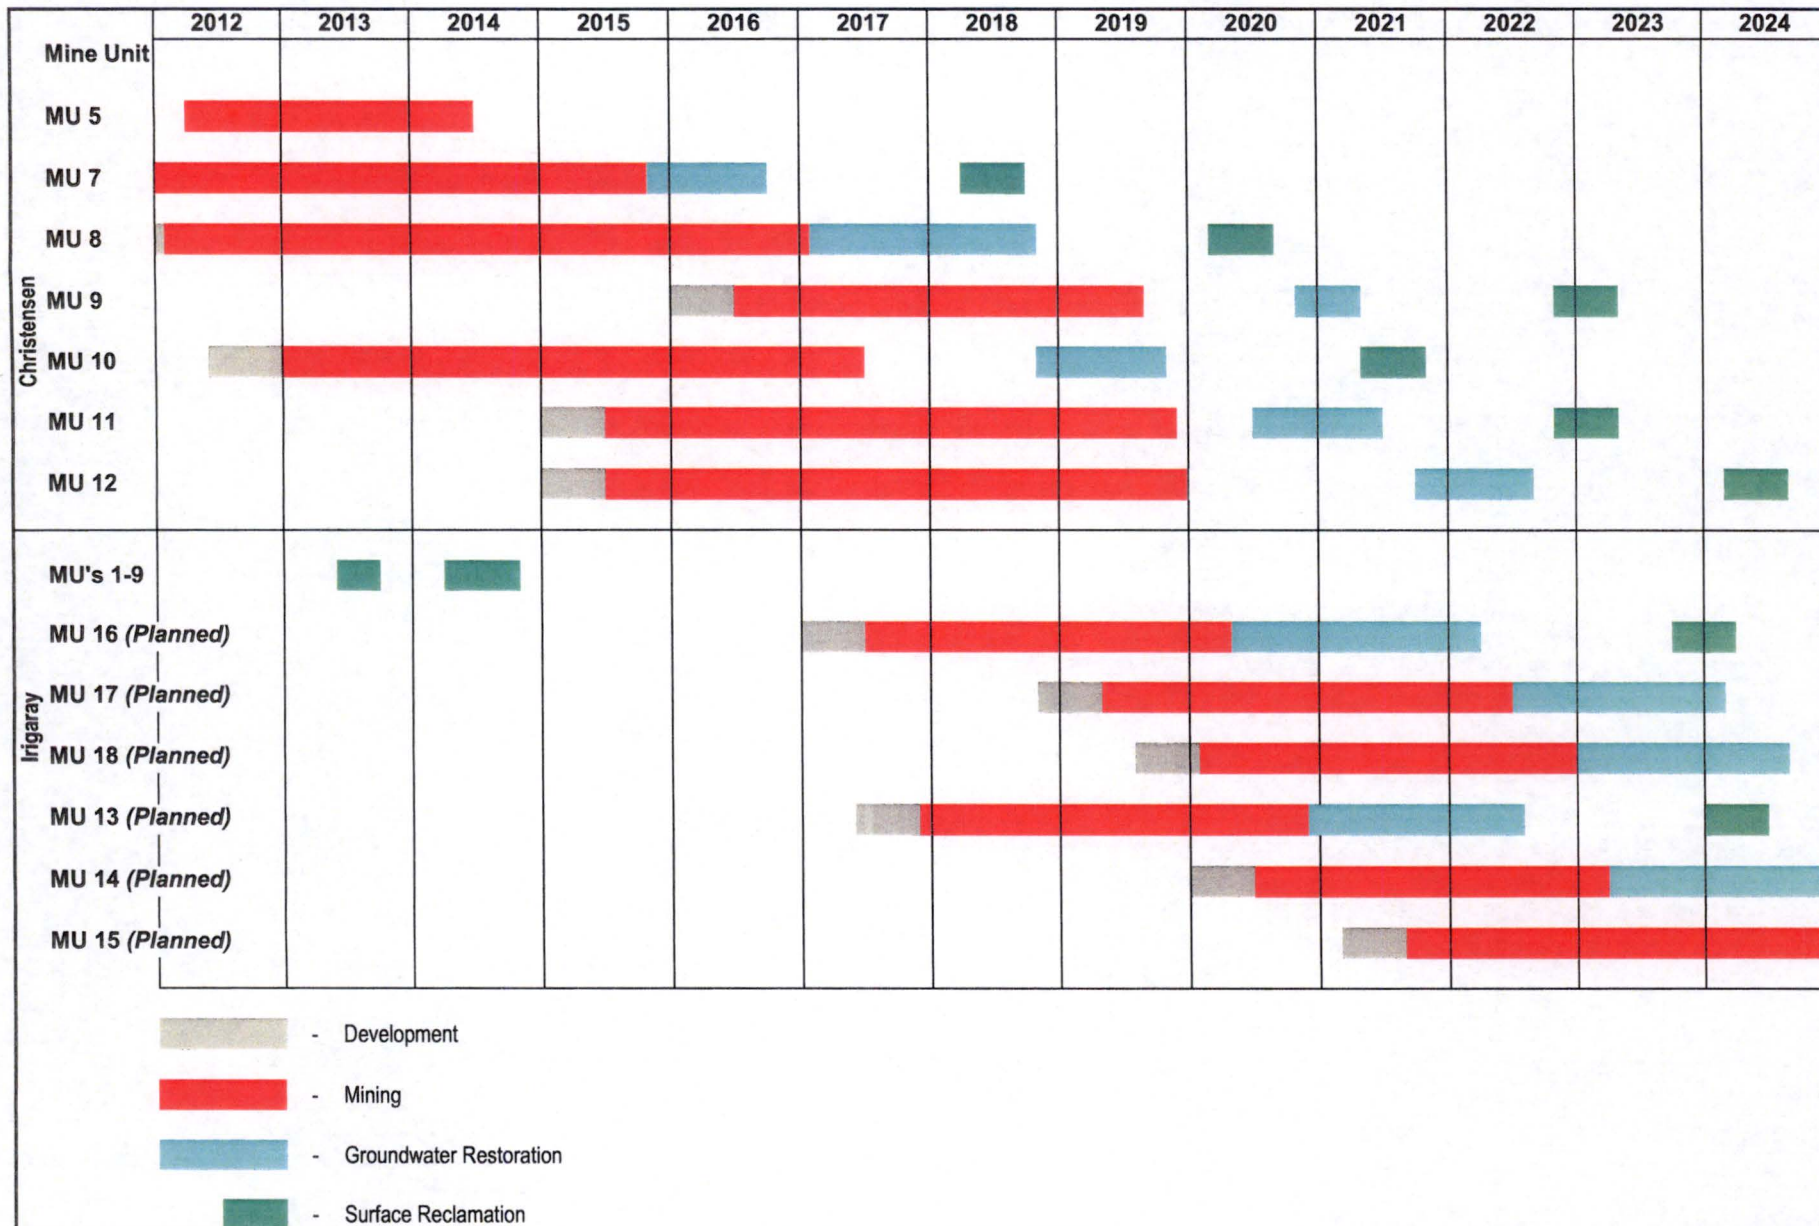 2012 2013 2014 2015 2016 2017 2018 2019 2020 2021 2022 2023 2024
Mine Unit
Christensen
MU 5
MU 7
MU 8
MU 9
MU 10
MU 11
MU 12
Irigaray
MU's 1-9
MU 16 (Planned)
MU 17 (Planned)
MU 18 (Planned)
MU 13 (Planned)
MU 14 (Planned)
MU 15 (Planned)
- Development
- Mining
- Groundwater Restoration
- Surface Reclamation